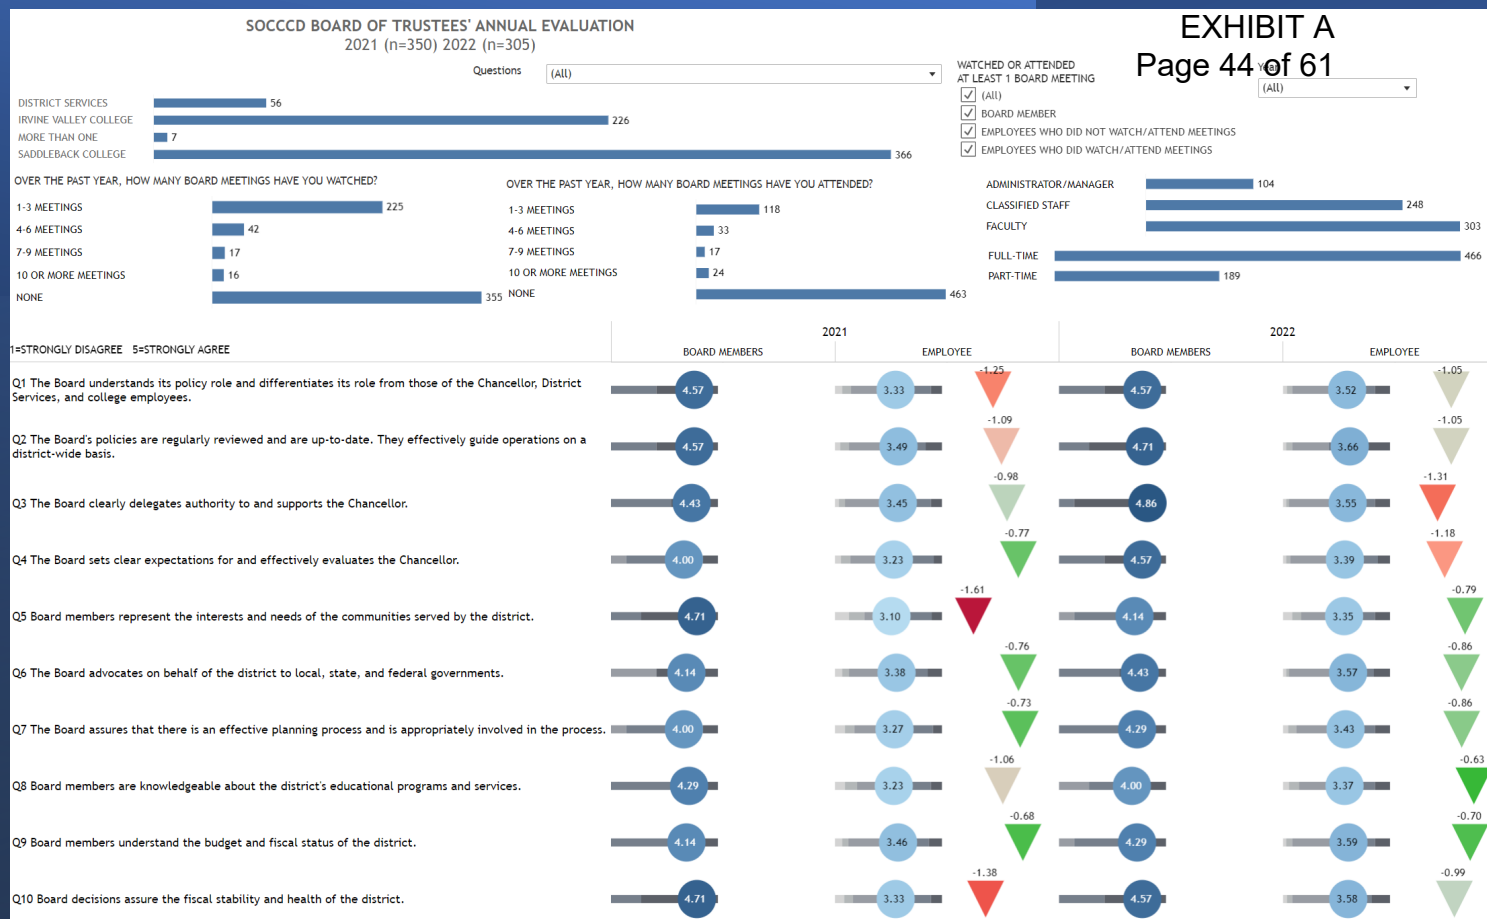 SOCCCD BOARD OF TRUSTEES' ANNUAL EVALUATION
2021 (n=350) 2022 (n=305)
EXHIBIT A
Page 44 of 61
Questions
(All)
WATCHED OR ATTENDED
AT LEAST 1 BOARD MEETING
(All)
BOARD MEMBER
EMPLOYEES WHO DID NOT WATCH/ATTEND MEETINGS
EMPLOYEES WHO DID WATCH/ATTEND MEETINGS
Year
(All)
DISTRICT SERVICES 56
IRVINE VALLEY COLLEGE 226
MORE THAN ONE 7
SADDLEBACK COLLEGE 366
OVER THE PAST YEAR, HOW MANY BOARD MEETINGS HAVE YOU WATCHED?
1-3 MEETINGS 225
4-6 MEETINGS 42
7-9 MEETINGS 17
10 OR MORE MEETINGS 16
NONE 355
OVER THE PAST YEAR, HOW MANY BOARD MEETINGS HAVE YOU ATTENDED?
1-3 MEETINGS 118
4-6 MEETINGS 33
7-9 MEETINGS 17
10 OR MORE MEETINGS 24
NONE 463
ADMINISTRATOR/MANAGER 104
CLASSIFIED STAFF 248
FACULTY 303
FULL-TIME 466
PART-TIME 189
2021 2022
1=STRONGLY DISAGREE 5=STRONGLY AGREE BOARD MEMBERS EMPLOYEE BOARD MEMBERS EMPLOYEE
Q1 The Board understands its policy role and differentiates its role from those of the Chancellor, District
Services, and college employees.
4.57 3.33 -1.25 4.57 3.52 -1.05
Q2 The Board's policies are regularly reviewed and are up-to-date. They effectively guide operations on a
district-wide basis.
4.57 3.49 -1.09 4.71 3.66 -1.05
Q3 The Board clearly delegates authority to and supports the Chancellor. 4.43 3.45 -0.98 4.86 3.55 -1.31
Q4 The Board sets clear expectations for and effectively evaluates the Chancellor. 4.00 3.23 -0.77 4.57 3.39 -1.18
Q5 Board members represent the interests and needs of the communities served by the district. 4.71 3.10 -1.61 4.14 3.35 -0.79
Q6 The Board advocates on behalf of the district to local, state, and federal governments. 4.14 3.38 -0.76 4.43 3.57 -0.86
Q7 The Board assures that there is an effective planning process and is appropriately involved in the process. 4.00 3.27 -0.73 4.29 3.43 -0.86
Q8 Board members are knowledgeable about the district's educational programs and services. 4.29 3.23 -1.06 4.00 3.37 -0.63
Q9 Board members understand the budget and fiscal status of the district. 4.14 3.46 -0.68 4.29 3.59 -0.70
Q10 Board decisions assure the fiscal stability and health of the district. 4.71 3.33 -1.38 4.57 3.58 -0.99